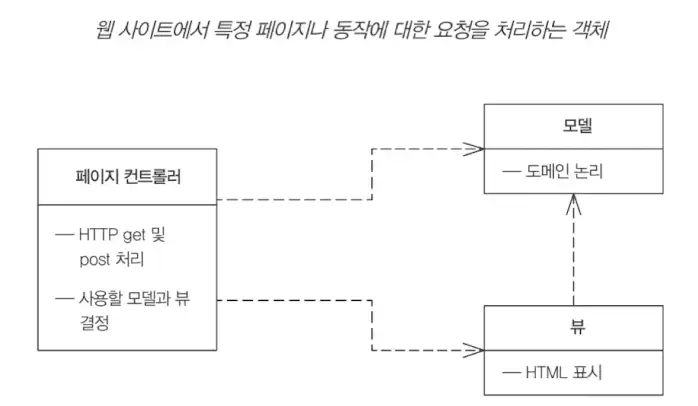 웹 사이트에서 특정 페이지나 동작에 대한 요청을 처리하는 객체
페이지 컨트롤러
— HTTP get 및
post 처리
— 사용할 모델과 뷰
결정
모델
— 도메인 논리
뷰
— HTML 표시